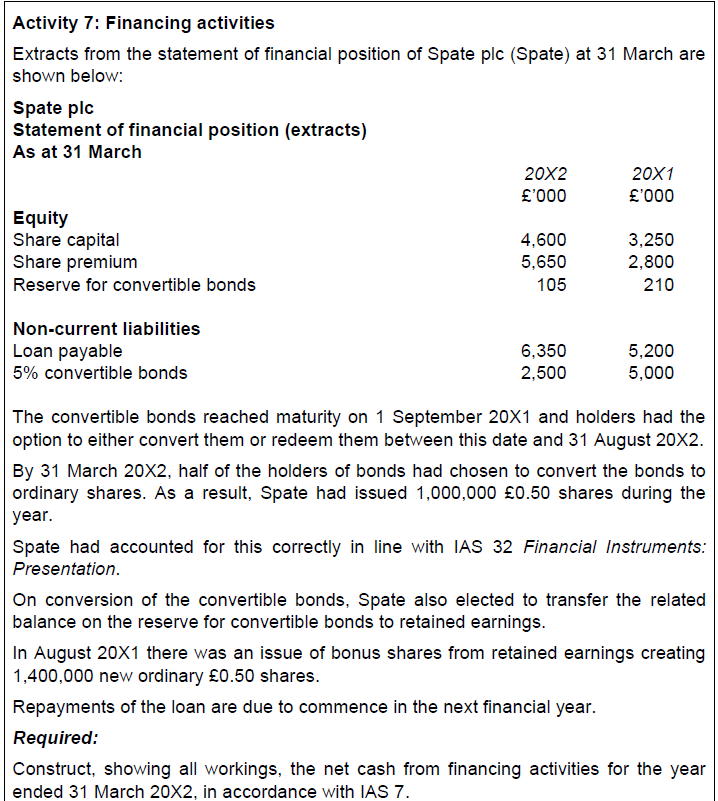 Activity 7: Financing activities
Extracts from the statement of financial position of Spate plc (Spate) at 31 March are
shown below:
Spate plc
Statement of financial position (extracts)
As at 31 March
20X2 20X1
£'000 £'000
Equity
Share capital 4,600 3,250
Share premium 5,650 2,800
Reserve for convertible bonds 105 210
Non-current liabilities
Loan payable 6,350 5,200
5% convertible bonds 2,500 5,000
The convertible bonds reached maturity on 1 September 20X1 and holders had the
option to either convert them or redeem them between this date and 31 August 20X2.
By 31 March 20X2, half of the holders of bonds had chosen to convert the bonds to
ordinary shares. As a result, Spate had issued 1,000,000 £0.50 shares during the
year.
Spate had accounted for this correctly in line with IAS 32 Financial Instruments:
Presentation.
On conversion of the convertible bonds, Spate also elected to transfer the related
balance on the reserve for convertible bonds to retained earnings.
In August 20X1 there was an issue of bonus shares from retained earnings creating
1,400,000 new ordinary £0.50 shares.
Repayments of the loan are due to commence in the next financial year.
Required:
Construct, showing all workings, the net cash from financing activities for the year
ended 31 March 20X2, in accordance with IAS 7.